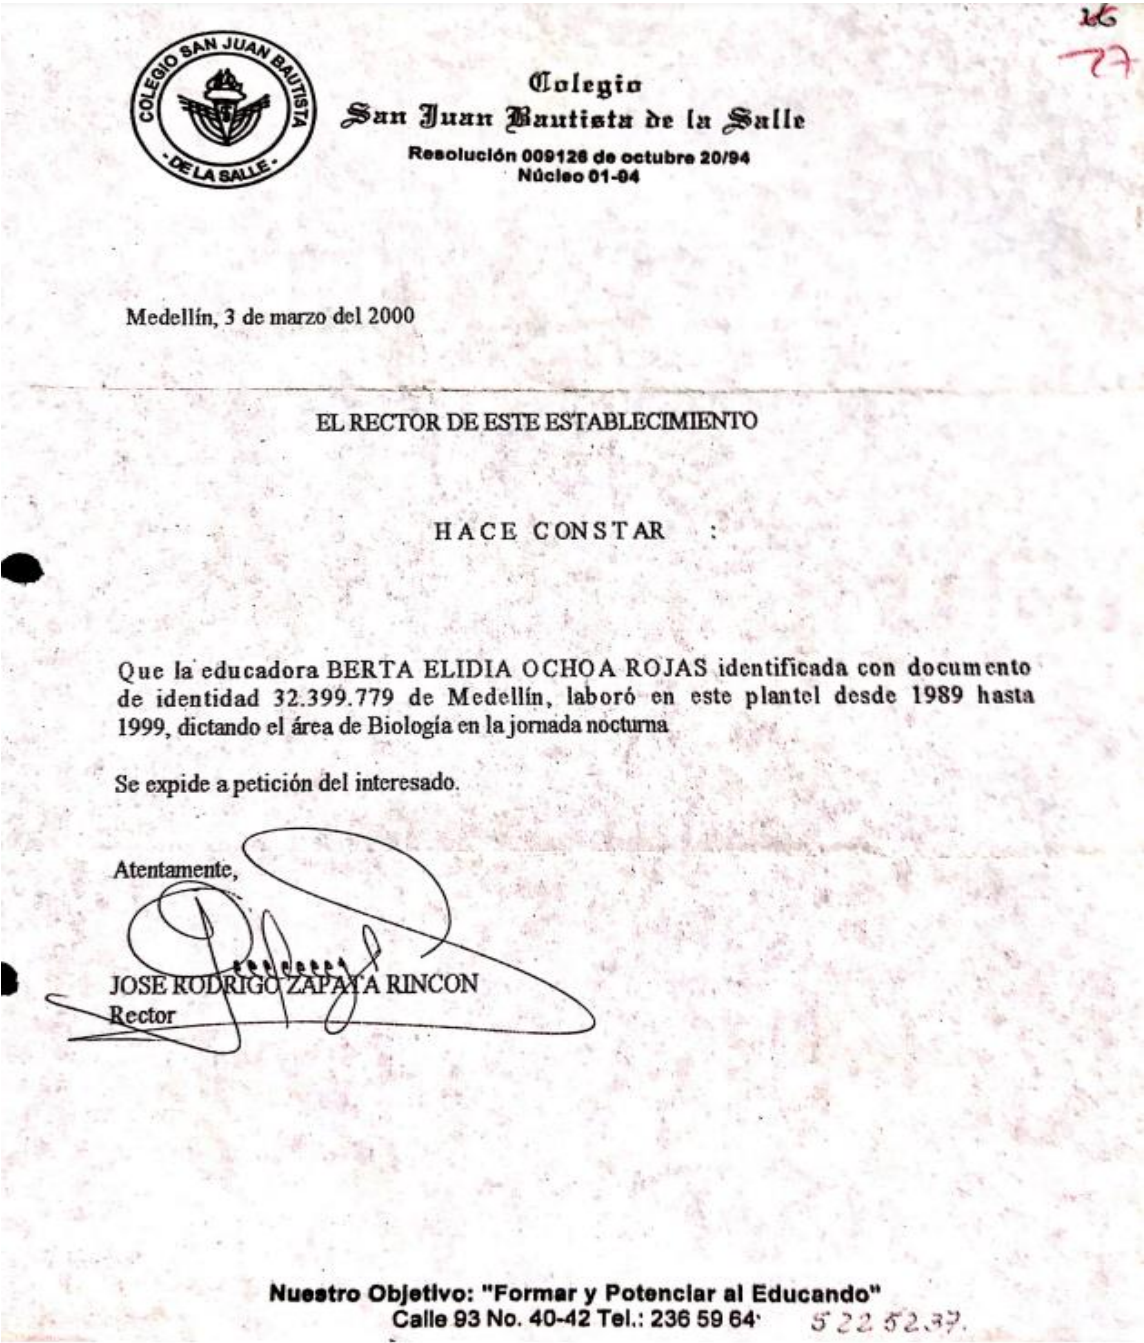 26
27
COLEGIO SAN JUAN BAUTISTA
- DE LA SALLE -
Colegio
San Juan Bautista de la Salle
Resolución 009126 de octubre 20/94
Núcleo 01-04
Medellín, 3 de marzo del 2000
EL RECTOR DE ESTE ESTABLECIMIENTO
HACE CONSTAR :
Que la educadora BERTA ELIDIA OCHOA ROJAS identificada con documento
de identidad 32.399.779 de Medellín, laboró en este plantel desde 1989 hasta
1999, dictando el área de Biología en la jornada nocturna
Se expide a petición del interesado.
Atentamente,
JOSE RODRIGO ZAPATA RINCON
Rector
Nuestro Objetivo: "Formar y Potenciar al Educando"
Calle 93 No. 40-42 Tel.: 236 59 64
522 52 37.